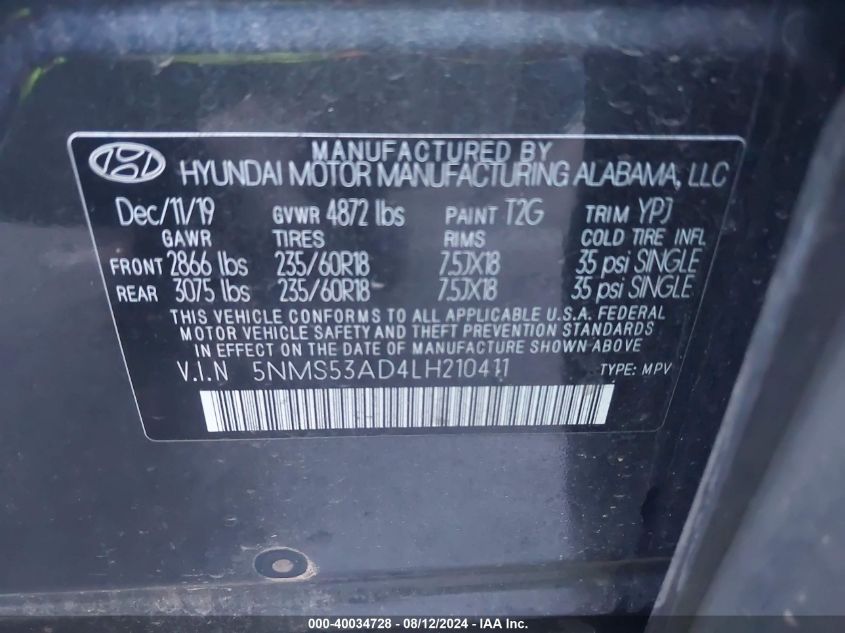 MANUFACTURED BY
HYUNDAI MOTOR MANUFACTURING ALABAMA, LLC
Dec/11/19 GVWR 4872 lbs PAINT T2G TRIM YPJ
GAWR TIRES RIMS COLD TIRE INFL
FRONT 2866 lbs 235/60R18 7.5JX18 35 psi SINGLE
REAR 3075 lbs 235/60R18 7.5JX18 35 psi SINGLE
THIS VEHICLE CONFORMS TO ALL APPLICABLE U.S.A. FEDERAL
MOTOR VEHICLE SAFETY AND THEFT PREVENTION STANDARDS
IN EFFECT ON THE DATE OF MANUFACTURE SHOWN ABOVE
V.I.N 5NMS53AD4LH210411 TYPE: MPV
000-40034728 - 08/12/2024 - IAA Inc.